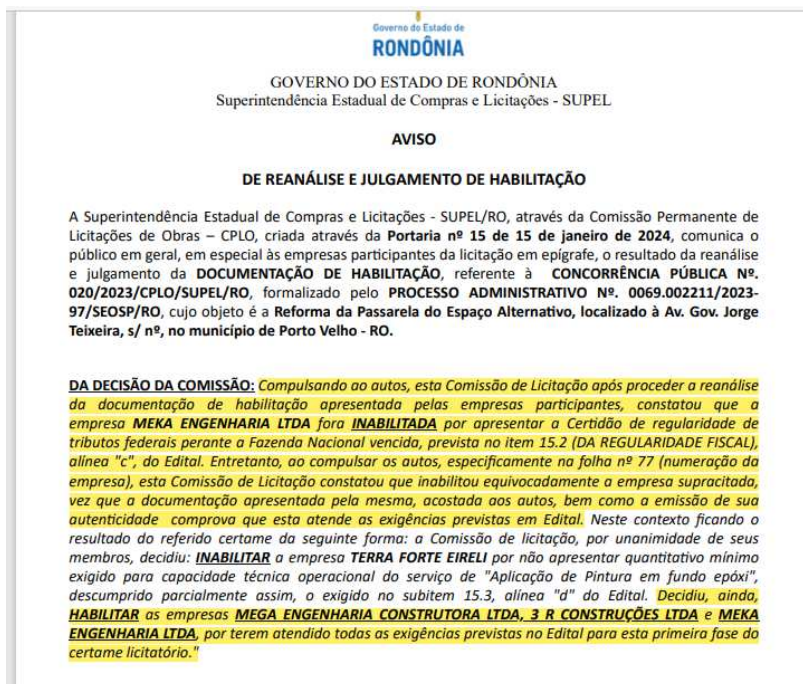 Governo do Estado de
RONDÔNIA
GOVERNO DO ESTADO DE RONDÔNIA
Superintendência Estadual de Compras e Licitações - SUPEL
AVISO
DE REANÁLISE E JULGAMENTO DE HABILITAÇÃO
A Superintendência Estadual de Compras e Licitações - SUPEL/RO, através da Comissão Permanente de
Licitações de Obras – CPLO, criada através da Portaria nº 15 de 15 de janeiro de 2024, comunica o
público em geral, em especial às empresas participantes da licitação em epígrafe, o resultado da reanálise
e julgamento da DOCUMENTAÇÃO DE HABILITAÇÃO, referente à CONCORRÊNCIA PÚBLICA Nº.
020/2023/CPLO/SUPEL/RO, formalizado pelo PROCESSO ADMINISTRATIVO Nº. 0069.002211/2023-
97/SEOSP/RO, cujo objeto é a Reforma da Passarela do Espaço Alternativo, localizado à Av. Gov. Jorge
Teixeira, s/ nº, no município de Porto Velho - RO.
DA DECISÃO DA COMISSÃO: Compulsando ao autos, esta Comissão de Licitação após proceder a reanálise
da documentação de habilitação apresentada pelas empresas participantes, constatou que a
empresa MEKA ENGENHARIA LTDA fora INABILITADA por apresentar a Certidão de regularidade de
tributos federais perante a Fazenda Nacional vencida, prevista no item 15.2 (DA REGULARIDADE FISCAL),
alínea "c", do Edital. Entretanto, ao compulsar os autos, especificamente na folha nº 77 (numeração da
empresa), esta Comissão de Licitação constatou que inabilitou equivocadamente a empresa supracitada,
vez que a documentação apresentada pela mesma, acostada aos autos, bem como a emissão de sua
autenticidade comprova que esta atende as exigências previstas em Edital. Neste contexto ficando o
resultado do referido certame da seguinte forma: a Comissão de licitação, por unanimidade de seus
membros, decidiu: INABILITAR a empresa TERRA FORTE EIRELI por não apresentar quantitativo mínimo
exigido para capacidade técnica operacional do serviço de "Aplicação de Pintura em fundo epóxi",
descumprido parcialmente assim, o exigido no subitem 15.3, alínea "d" do Edital. Decidiu, ainda,
HABILITAR as empresas MEGA ENGENHARIA CONSTRUTORA LTDA, 3 R CONSTRUÇÕES LTDA e MEKA
ENGENHARIA LTDA, por terem atendido todas as exigências previstas no Edital para esta primeira fase do
certame licitatório."